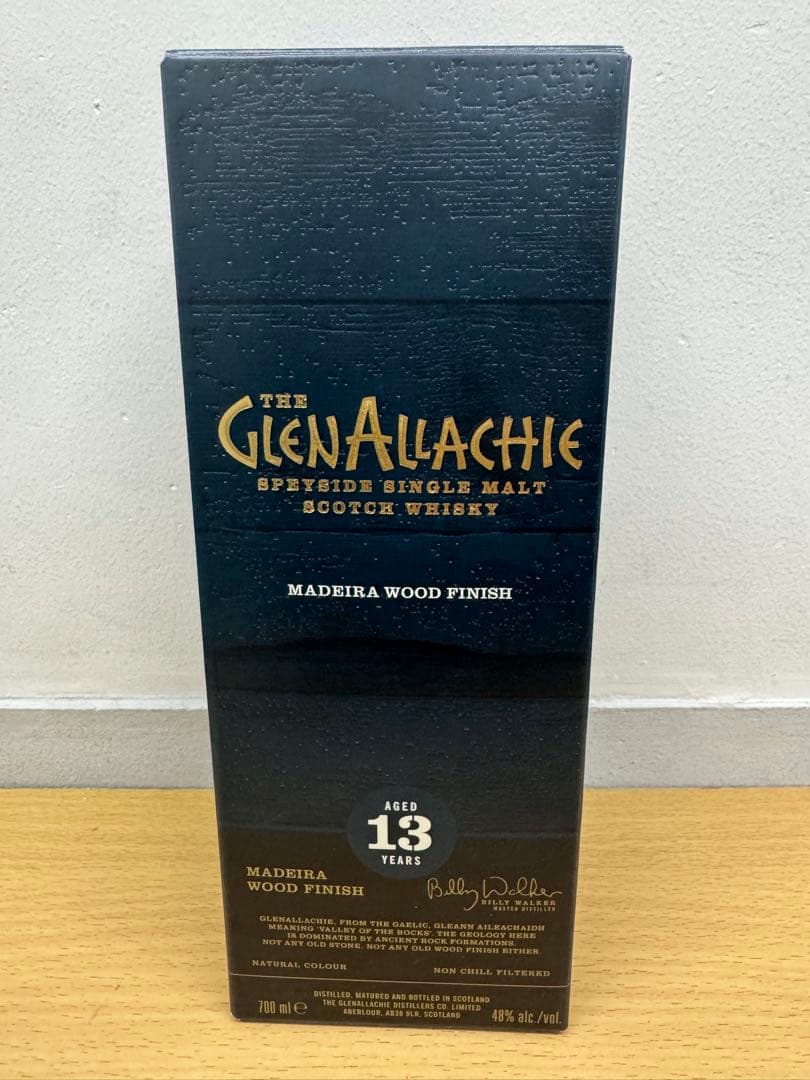 THE
GLENALLACHIE
SPEYSIDE SINGLE MALT
SCOTCH WHISKY
MADEIRA WOOD FINISH
AGED
13
YEARS
MADEIRA
WOOD FINISH
Billy Walker
BILLY WALKER
MASTER DISTILLER
GLENALLACHIE, FROM THE GAELIC, GLEANN AILEACHAIDH
MEANING 'VALLEY OF THE ROCKS'. THE GEOLOGY HERE
IS DOMINATED BY ANCIENT ROCK FORMATIONS.
NOT ANY OLD STONE. NOT ANY OLD WOOD FINISH EITHER.
NATURAL COLOUR
NON CHILL FILTERED
700 ml e
DISTILLED, MATURED AND BOTTLED IN SCOTLAND
THE GLENALLACHIE DISTILLERS CO. LIMITED
ABERLOUR, AB38 9LR, SCOTLAND
48% alc./vol.